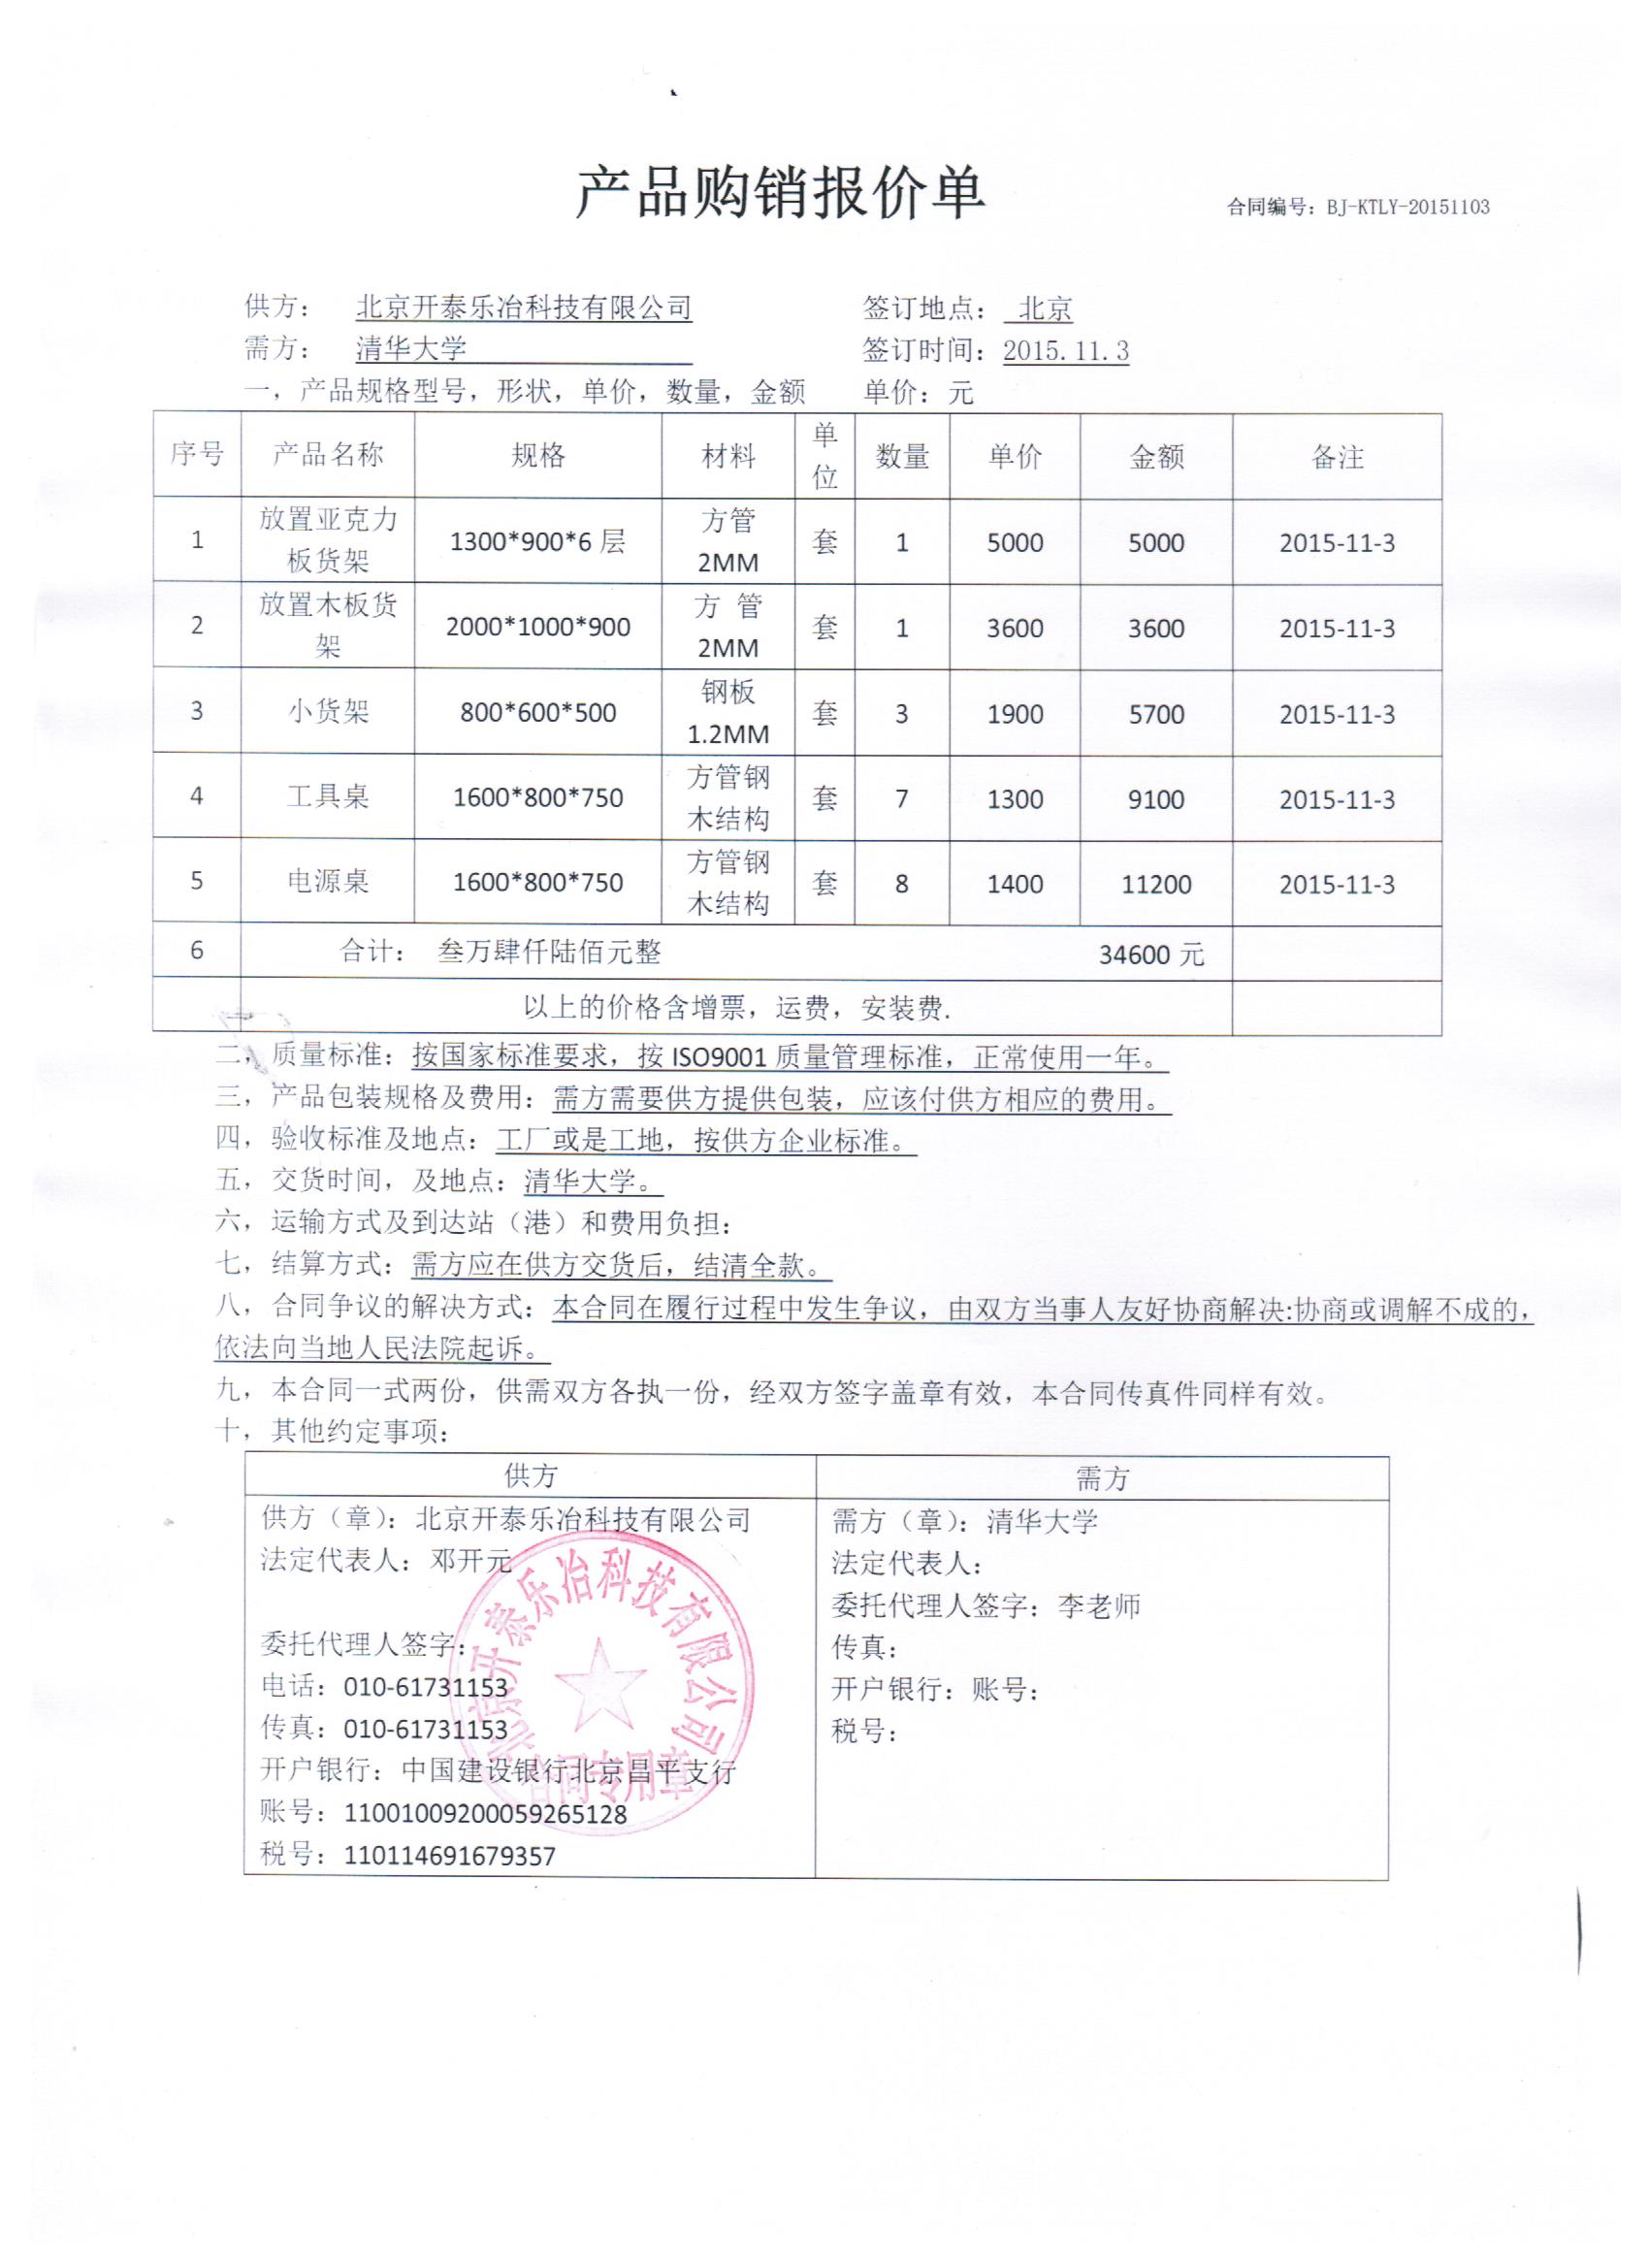 产品购销报价单
合同编号：BJ-KTLY-20151103
供方： 北京开泰乐冶科技有限公司 签订地点： 北京
需方： 清华大学 签订时间：2015.11.3
一，产品规格型号，形状，单价，数量，金额 单价：元
序号 产品名称 规格 材料 单位 数量 单价 金额 备注
1 放置亚克力板货架 1300*900*6 层 方管 2MM 套 1 5000 5000 2015-11-3
2 放置木板货架 2000*1000*900 方 管 2MM 套 1 3600 3600 2015-11-3
3 小货架 800*600*500 钢板 1.2MM 套 3 1900 5700 2015-11-3
4 工具桌 1600*800*750 方管钢木结构 套 7 1300 9100 2015-11-3
5 电源桌 1600*800*750 方管钢木结构 套 8 1400 11200 2015-11-3
6 合计： 叁万肆仟陆佰元整 34600 元
以上的价格含增票，运费，安装费.
二，质量标准：按国家标准要求，按 ISO9001 质量管理标准，正常使用一年。
三，产品包装规格及费用：需方需要供方提供包装，应该付供方相应的费用。
四，验收标准及地点：工厂或是工地，按供方企业标准。
五，交货时间，及地点：清华大学。
六，运输方式及到达站（港）和费用负担：
七，结算方式：需方应在供方交货后，结清全款。
八，合同争议的解决方式：本合同在履行过程中发生争议，由双方当事人友好协商解决:协商或调解不成的，
依法向当地人民法院起诉。
九，本合同一式两份，供需双方各执一份，经双方签字盖章有效，本合同传真件同样有效。
十，其他约定事项：
供方
供方（章）：北京开泰乐冶科技有限公司
法定代表人：邓开元
委托代理人签字：
电话：010-61731153
传真：010-61731153
开户银行：中国建设银行北京昌平支行
账号：11001009200059265128
税号：110114691679357
北京开泰乐冶科技有限公司
合同专用章
需方
需方（章）：清华大学
法定代表人：
委托代理人签字：李老师
传真：
开户银行：账号：
税号：